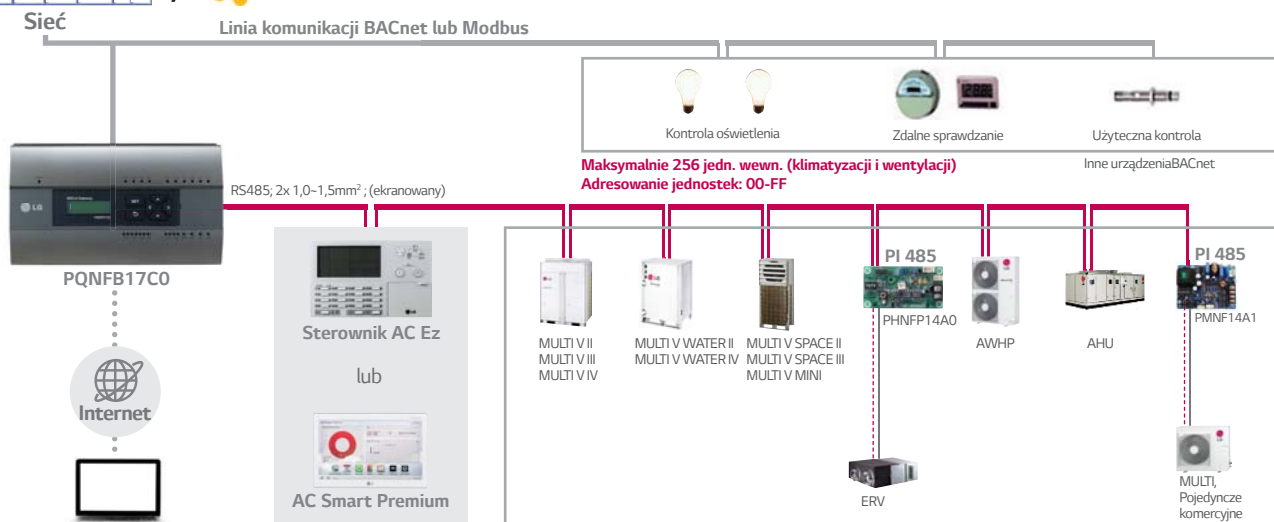 Sieć
Linia komunikacji BACnet lub Modbus
Kontrola oświetlenia
Zdalne sprawdzanie
Użyteczna kontrola
Maksymalnie 256 jedn. wewn. (klimatyzacji i wentylacji)
Adresowanie jednostek: 00-FF
Inne urządzeniaBACnet
RS485; 2x 1,0~1,5mm² ; (ekranowany)
LG
PQNFB17C0
Internet
Sterownik AC Ez
lub
AC Smart Premium
MULTI V II
MULTI V III
MULTI V IV
MULTI V WATER II
MULTI V WATER IV
MULTI V SPACE II
MULTI V SPACE III
MULTI V MINI
PI 485
PHNFP14A0
ERV
AWHP
AHU
PI 485
PMNF14A1
MULTI,
Pojedyncze
komercyjne